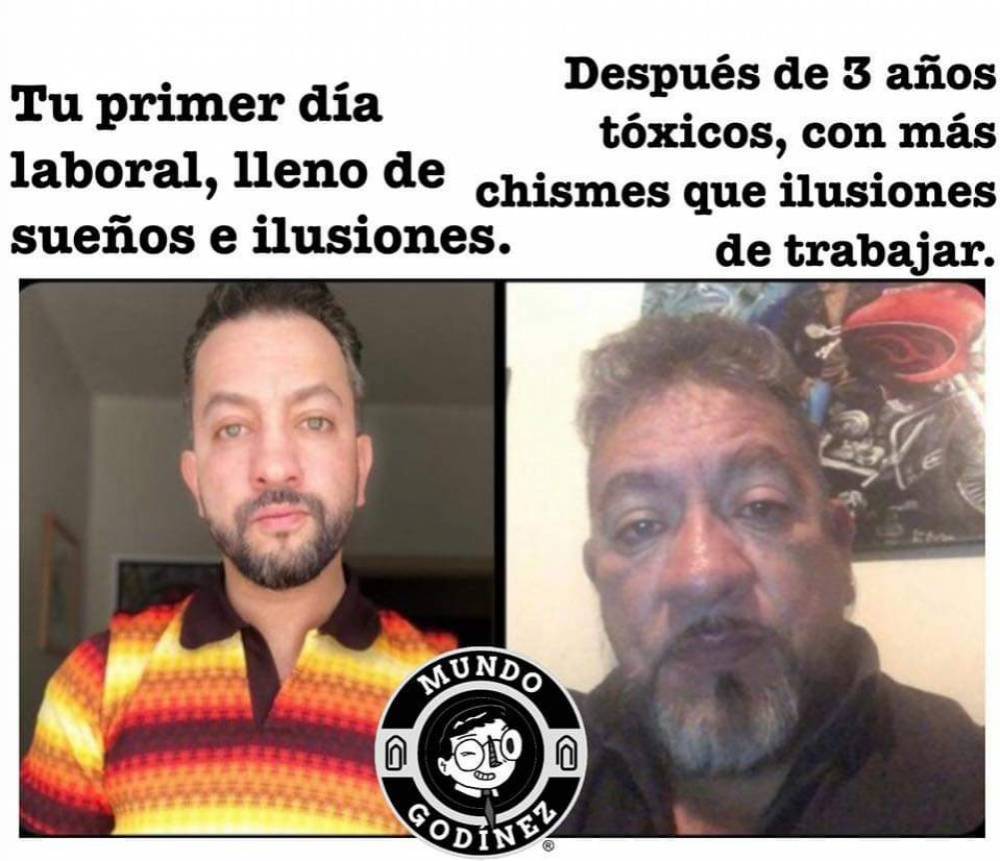 Tu primer día
laboral, lleno de
sueños e ilusiones.
Después de 3 años
tóxicos, con más
chismes que ilusiones
de trabajar.
MUNDO
GODÍNEZ
®